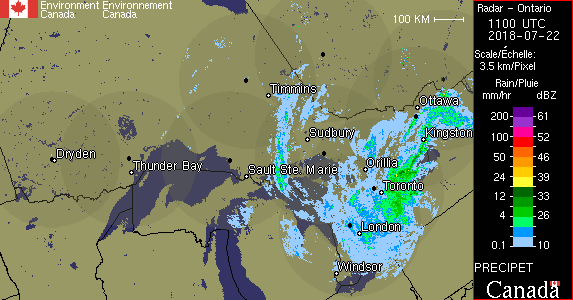 Environment Environnement
Canada Canada
100 KM
Timmins
Ottawa
Sudbury
Kingston
Dryden
Thunder Bay
Sault Ste. Marie
Orillia
Toronto
London
Windsor
Radar - Ontario
1100 UTC
2018-07-22
Scale/Échelle:
3.5 km/Pixel
Rain/Pluie
mm/hr dBZ
200 61
100 52
50 46
24 39
12 33
4 26
1 18
0.1 10
PRECIPET
Canada